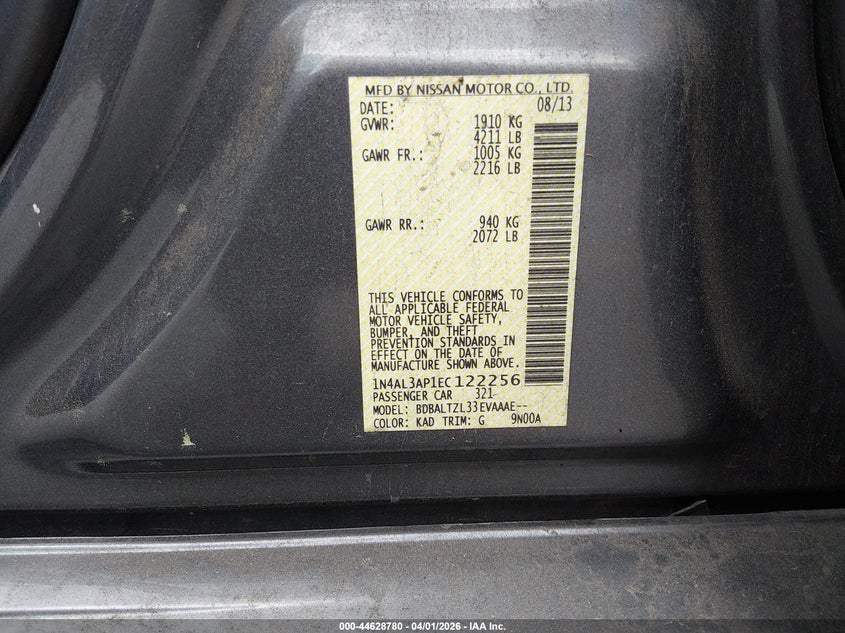 MFD BY NISSAN MOTOR CO., LTD.
DATE: 08/13
GVWR: 1910 KG
4211 LB
GAWR FR.: 1005 KG
2216 LB
GAWR RR.: 940 KG
2072 LB
THIS VEHICLE CONFORMS TO
ALL APPLICABLE FEDERAL
MOTOR VEHICLE SAFETY,
BUMPER, AND THEFT
PREVENTION STANDARDS IN
EFFECT ON THE DATE OF
MANUFACTURE SHOWN ABOVE.
1N4AL3AP1EC122256
PASSENGER CAR 321
MODEL: BDBALTZL33EVAAAE--
COLOR: KAD TRIM: G 9N00A
000-44628780 - 04/01/2026 - IAA Inc.